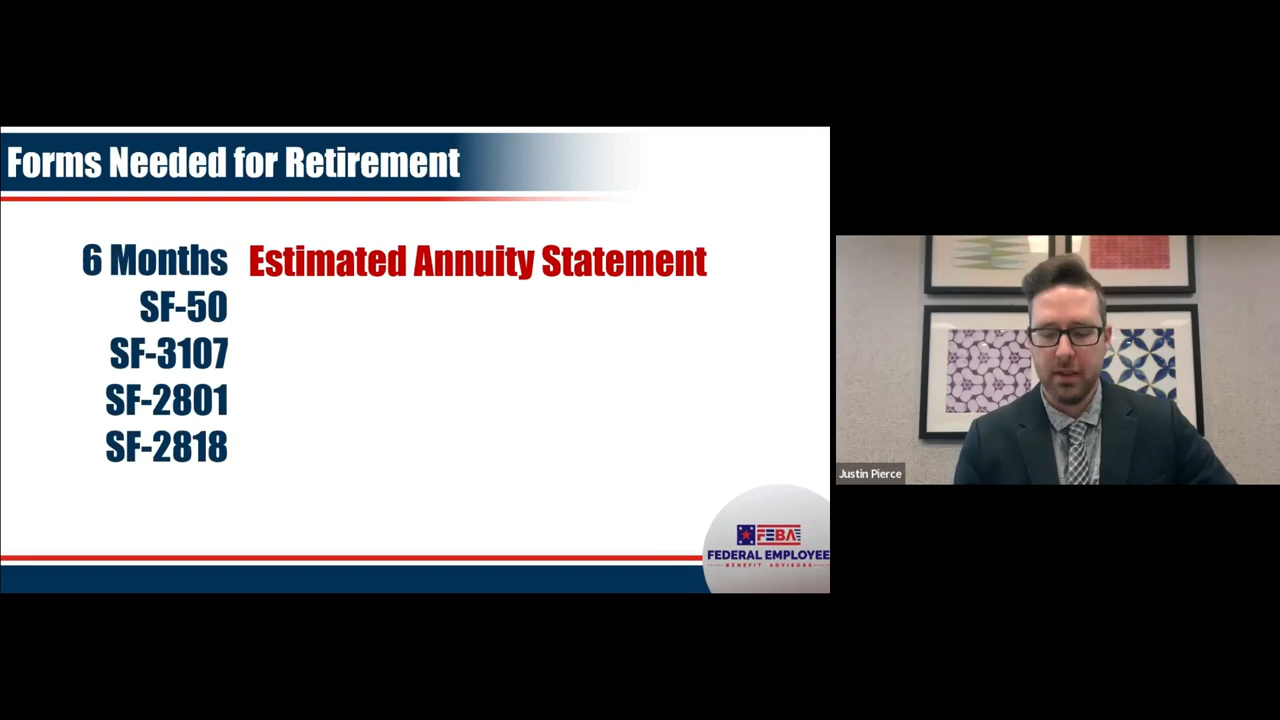 Forms Needed for Retirement
6 Months Estimated Annuity Statement
SF-50
SF-3107
SF-2801
SF-2818
FEBA
FEDERAL EMPLOYEE
BENEFIT ADVISORS
Justin Pierce